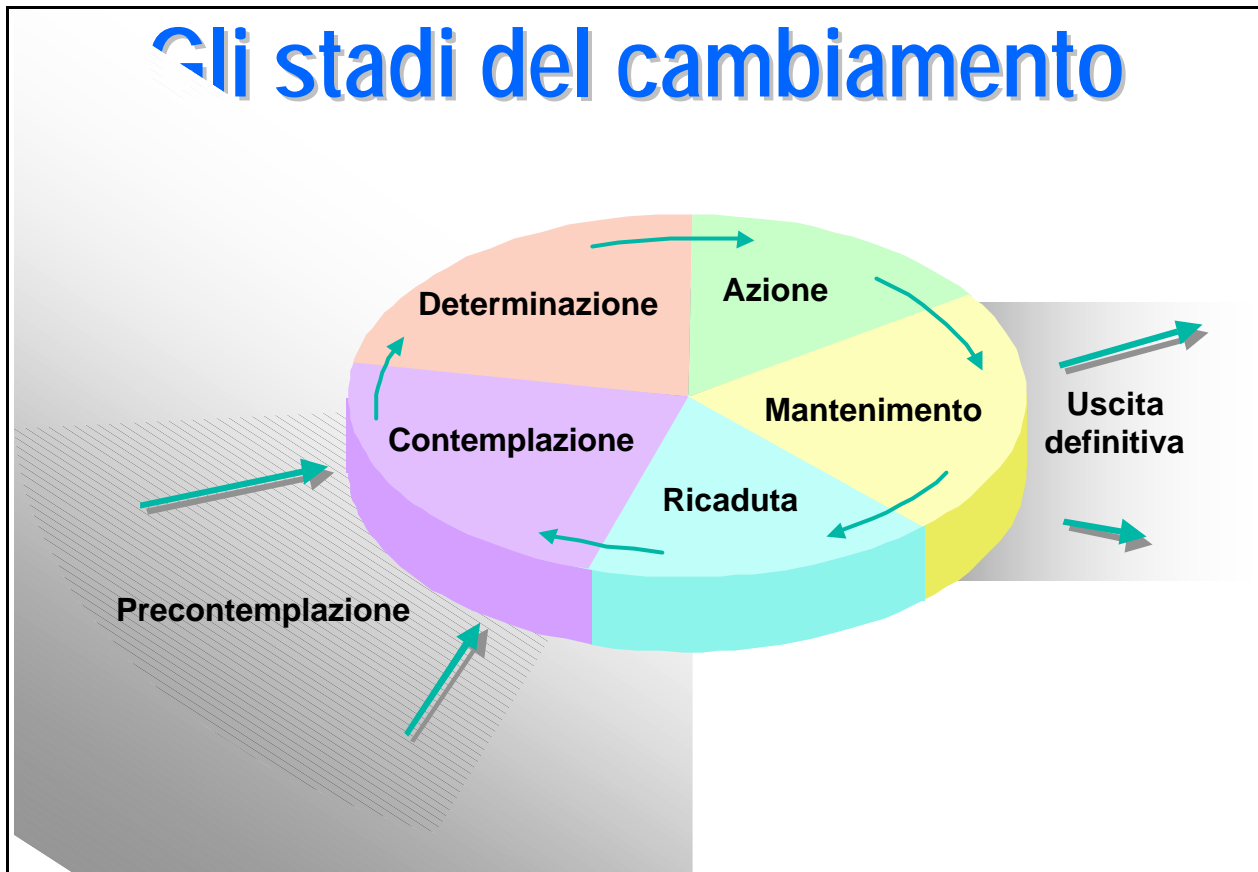 Gli stadi del cambiamento
Azione
Determinazione
Mantenimento
Uscita
definitiva
Contemplazione
Ricaduta
Precontemplazione